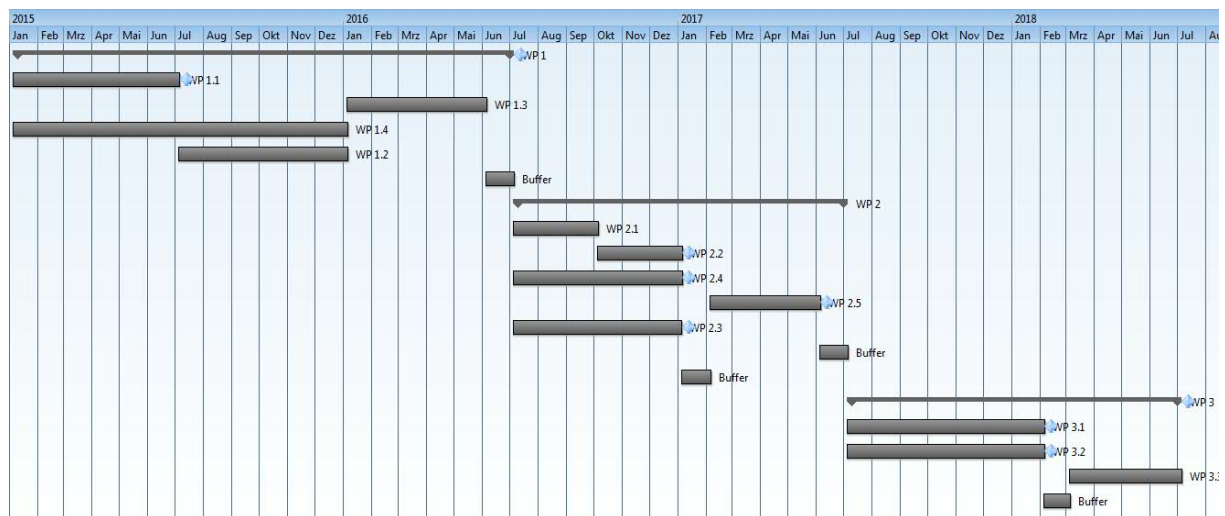 2015 2016 2017 2018
Jan Feb Mrz Apr Mai Jun Jul Aug Sep Okt Nov Dez Jan Feb Mrz Apr Mai Jun Jul Aug Sep Okt Nov Dez Jan Feb Mrz Apr Mai Jun Jul Aug Sep Okt Nov Dez Jan Feb Mrz Apr Mai Jun Jul Au
WP 1
WP 1.1
WP 1.3
WP 1.4
WP 1.2
Buffer
WP 2
WP 2.1
WP 2.2
WP 2.4
WP 2.5
WP 2.3
Buffer
Buffer
WP 3
WP 3.1
WP 3.2
WP 3.3
Buffer